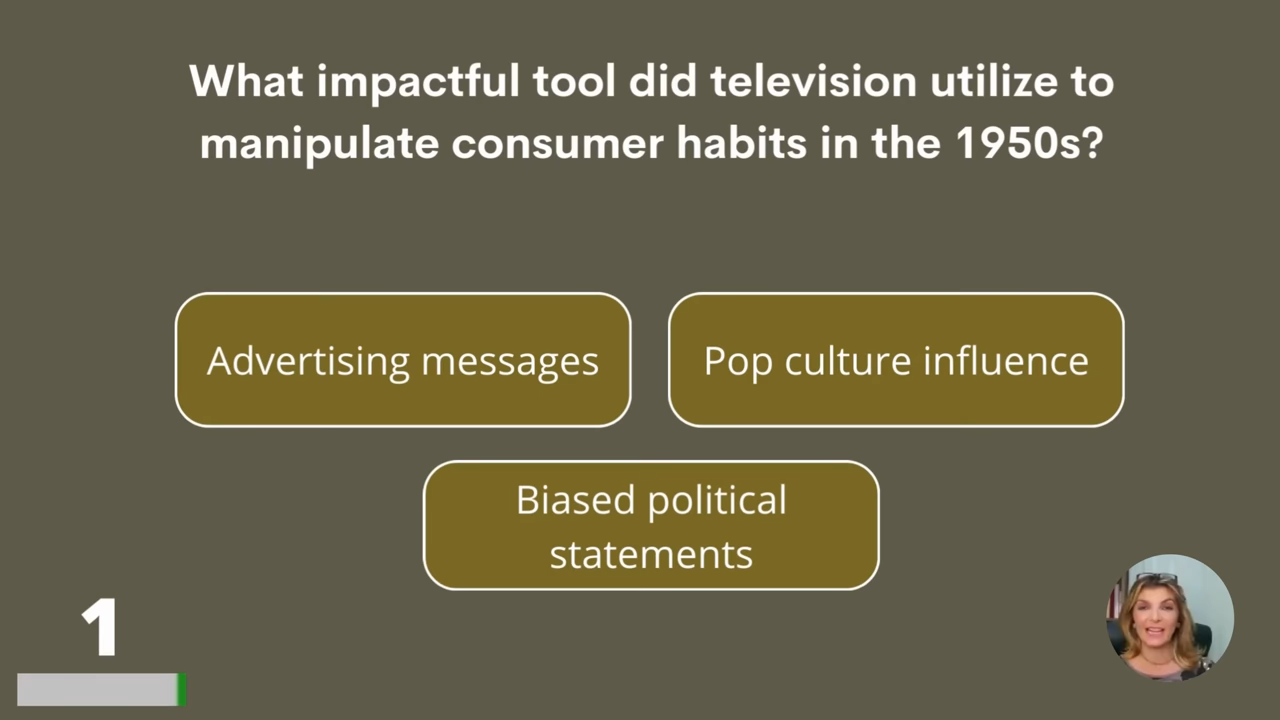 What impactful tool did television utilize to
manipulate consumer habits in the 1950s?
Advertising messages
Pop culture influence
Biased political
statements
1